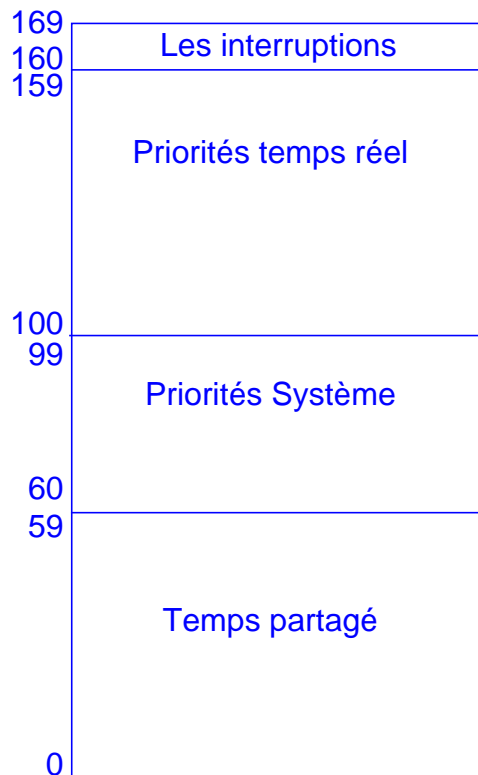 169
Les interruptions
160
159
Priorités temps réel
100
99
Priorités Système
60
59
Temps partagé
0